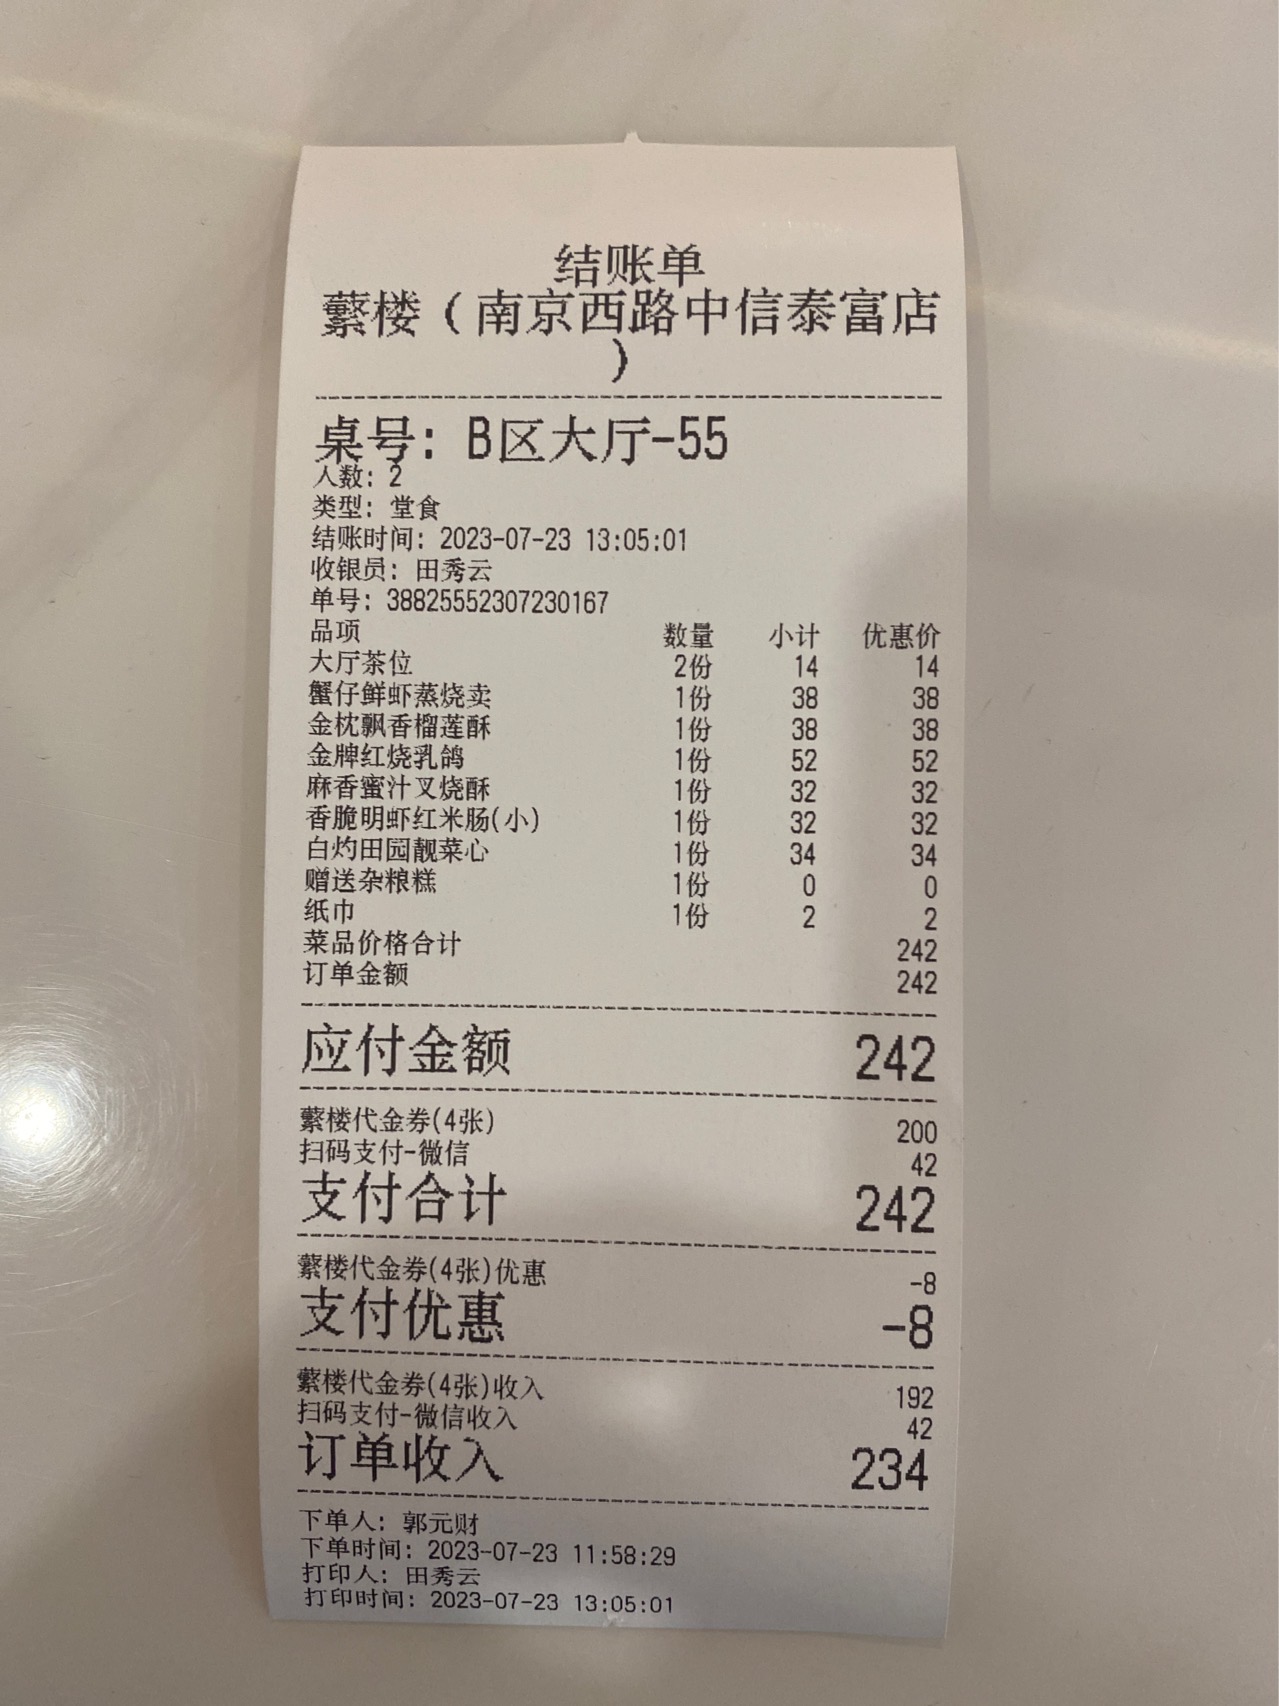 结账单
蘩楼（南京西路中信泰富店
）
桌号: B区大厅-55
人数: 2
类型: 堂食
结账时间: 2023-07-23 13:05:01
收银员: 田秀云
单号: 388255552307230167
品项 数量 小计 优惠价
大厅茶位 2份 14 14
蟹仔鲜虾蒸烧卖 1份 38 38
金枕飘香榴莲酥 1份 38 38
金牌红烧乳鸽 1份 52 52
麻香蜜汁叉烧酥 1份 32 32
香脆明虾红米肠(小) 1份 32 32
白灼田园靓菜心 1份 34 34
赠送杂粮糕 1份 0 0
纸巾 1份 2 2
菜品价格合计 242
订单金额 242
应付金额 242
蘩楼代金券(4张) 200
扫码支付-微信 42
支付合计 242
蘩楼代金券(4张)优惠 -8
支付优惠 -8
蘩楼代金券(4张)收入 192
扫码支付-微信收入 42
订单收入 234
下单人: 郭元财
下单时间: 2023-07-23 11:58:29
打印人: 田秀云
打印时间: 2023-07-23 13:05:01